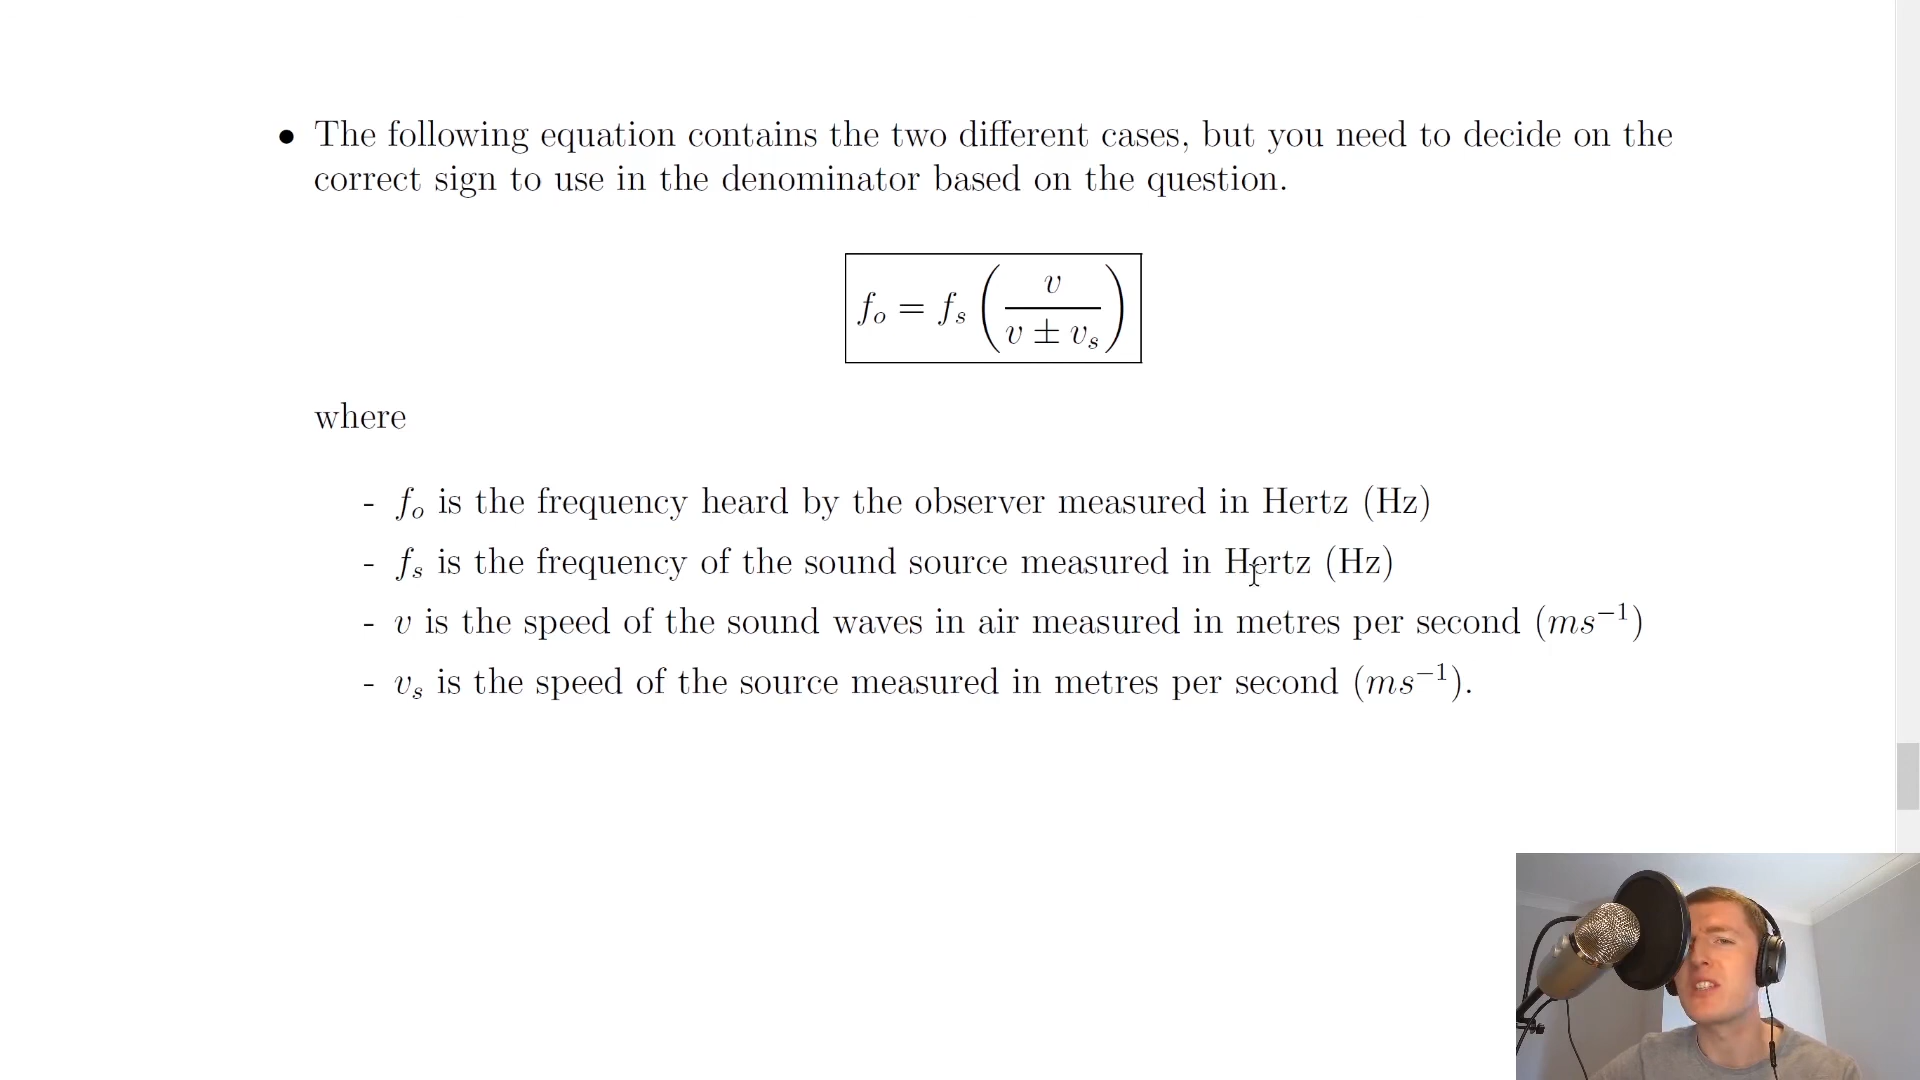 • The following equation contains the two different cases, but you need to decide on the
correct sign to use in the denominator based on the question.
f_o = f_s ( v / (v ± v_s) )
where
- f_o is the frequency heard by the observer measured in Hertz (Hz)
- f_s is the frequency of the sound source measured in Hertz (Hz)
- v is the speed of the sound waves in air measured in metres per second (ms⁻¹)
- v_s is the speed of the source measured in metres per second (ms⁻¹).